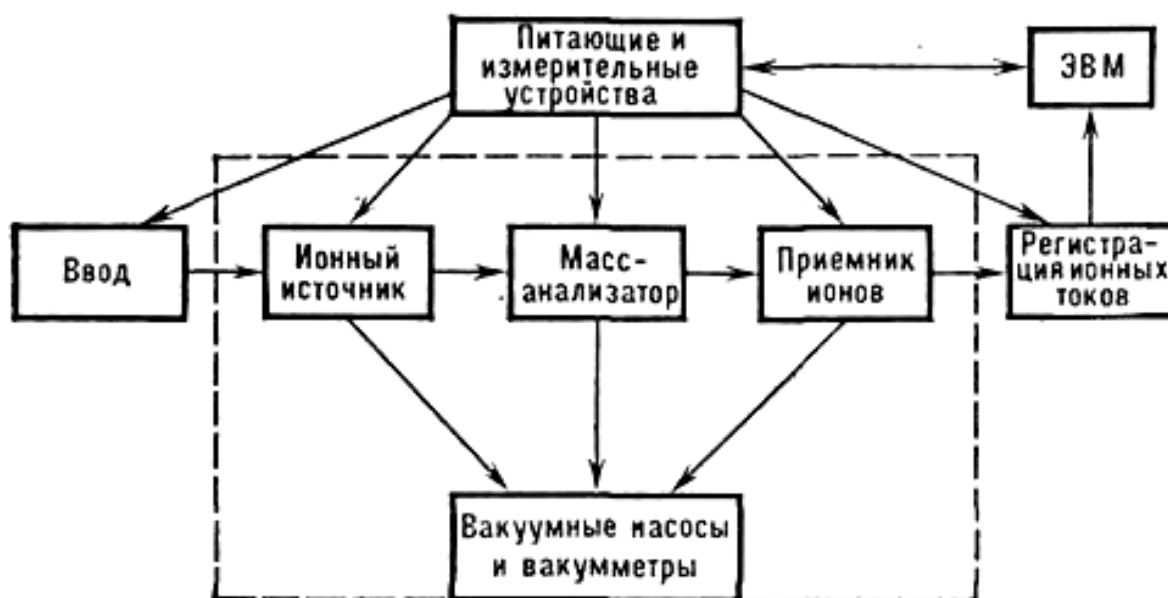 Питающие и
измерительные
устройства
ЭВМ
Ввод
Ионный
источник
Масс-
анализатор
Приемник
ионов
Регистра-
ция ионных
токов
Вакуумные насосы
и вакумметры